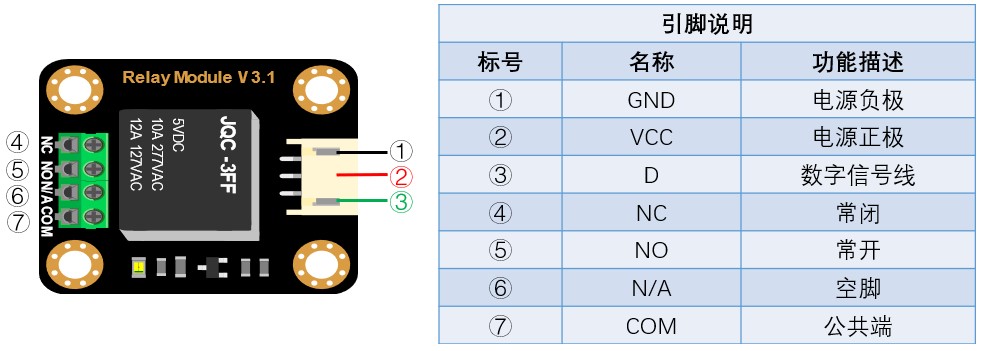 Relay Module V 3.1
JQC -3FF
5VDC
10A 277VAC
12A 127VAC
④ NC
⑤ NO
⑥ N/A
⑦ COM
①
②
③
引脚说明
标号 名称 功能描述
① GND 电源负极
② VCC 电源正极
③ D 数字信号线
④ NC 常闭
⑤ NO 常开
⑥ N/A 空脚
⑦ COM 公共端